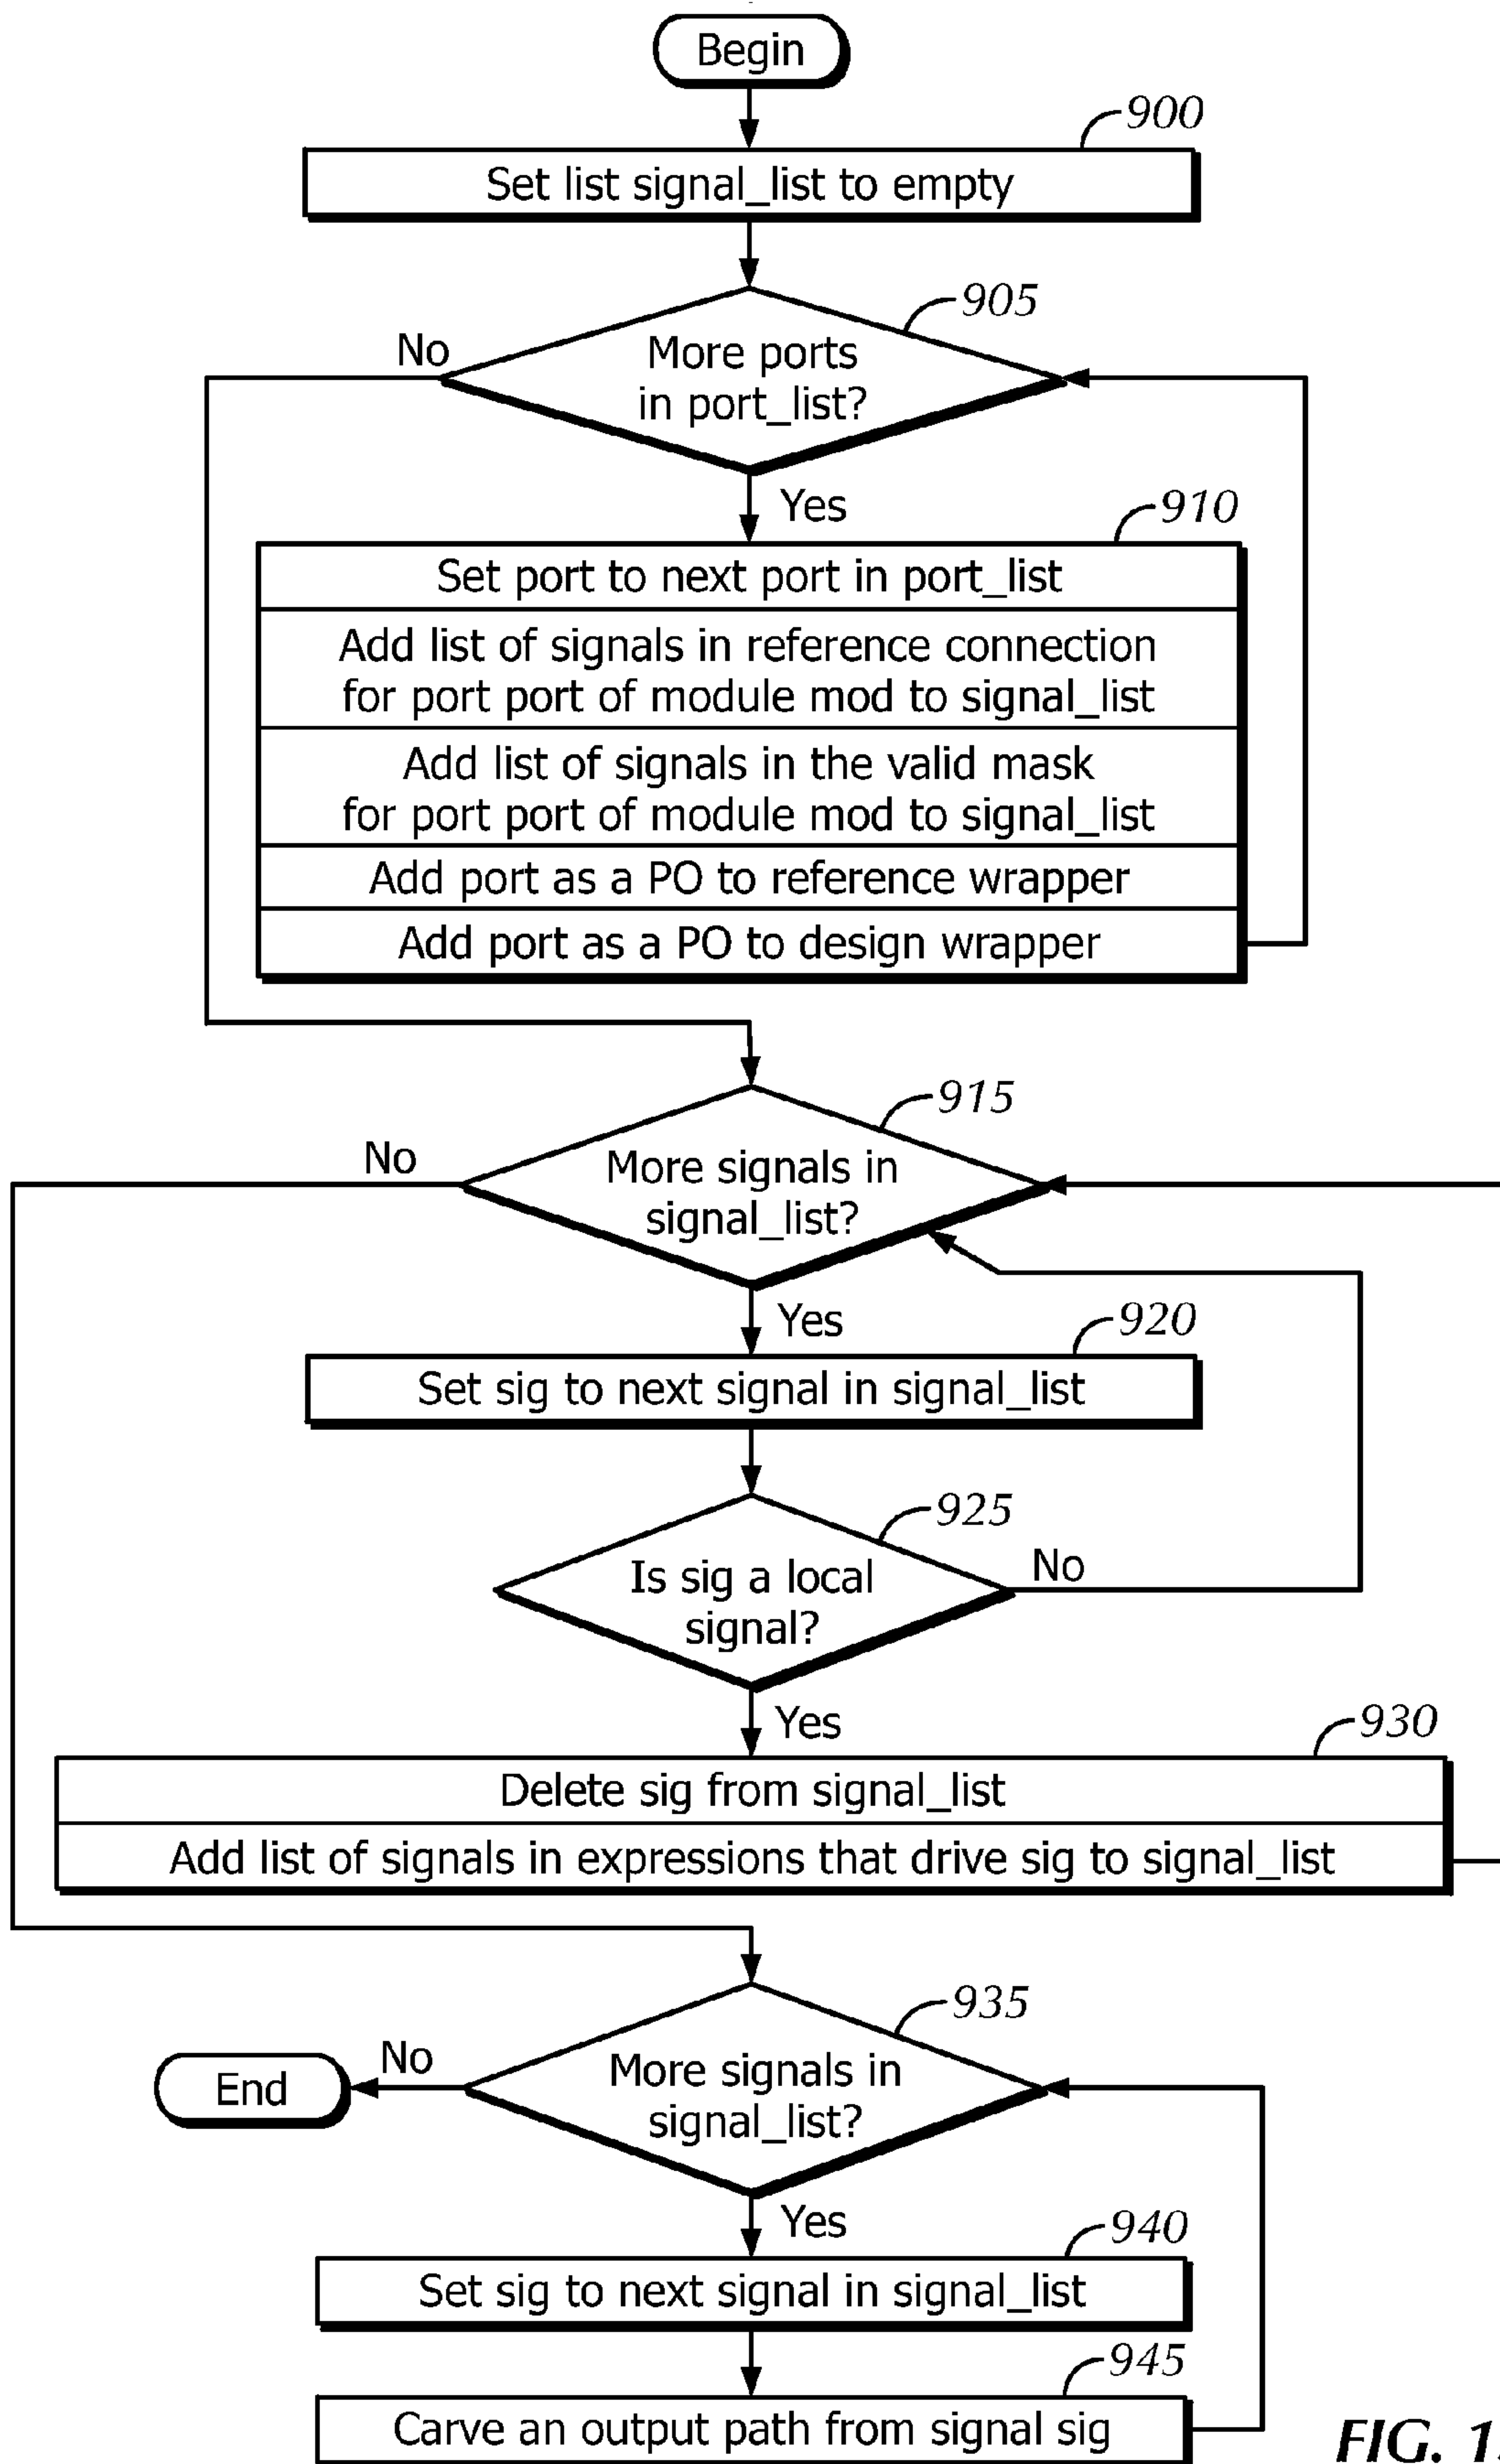 Begin
900
Set list signal_list to empty
905
No
More ports
in port_list?
Yes
910
Set port to next port in port_list
Add list of signals in reference connection
for port port of module mod to signal_list
Add list of signals in the valid mask
for port port of module mod to signal_list
Add port as a PO to reference wrapper
Add port as a PO to design wrapper
915
No
More signals in
signal_list?
Yes
920
Set sig to next signal in signal_list
925
Is sig a local
signal?
No
Yes
930
Delete sig from signal_list
Add list of signals in expressions that drive sig to signal_list
935
No
End
More signals in
signal_list?
Yes
940
Set sig to next signal in signal_list
945
Carve an output path from signal sig
FIG.